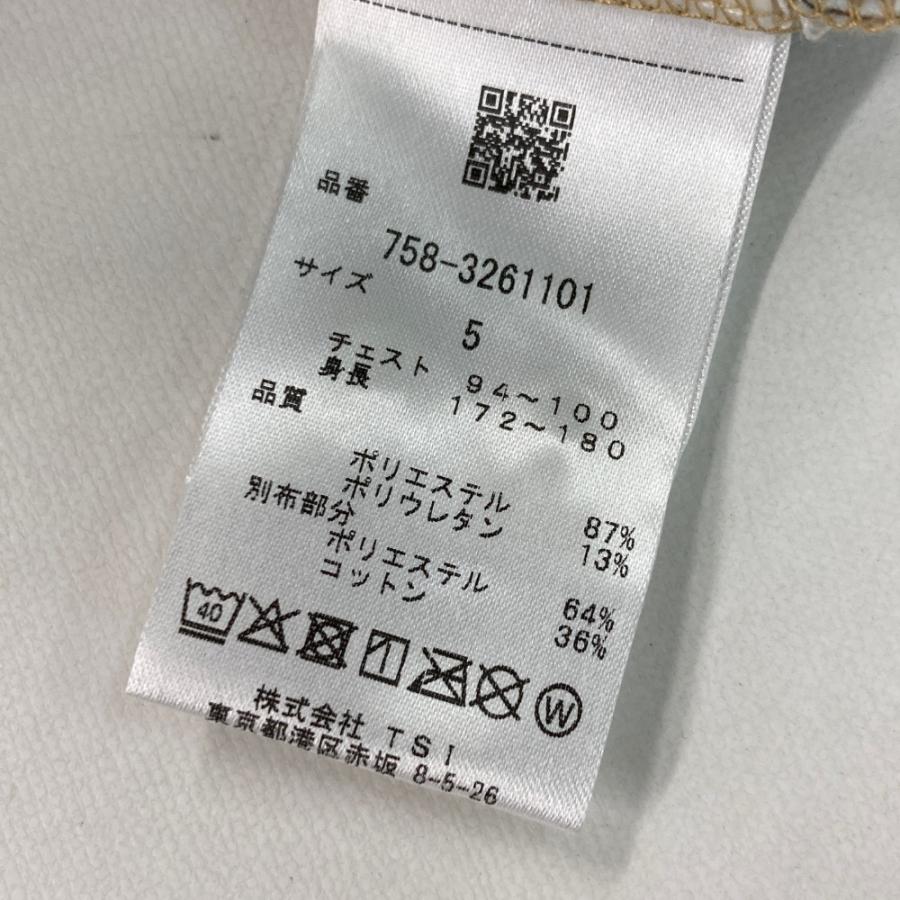 品番
758-3261101
サイズ
5
チェスト 94～100
身長 172～180
品質
ポリエステル 87%
ポリウレタン 13%
別布部分
ポリエステル 64%
コットン 36%
40
W
株式会社 TSI
東京都港区赤坂 8-5-26